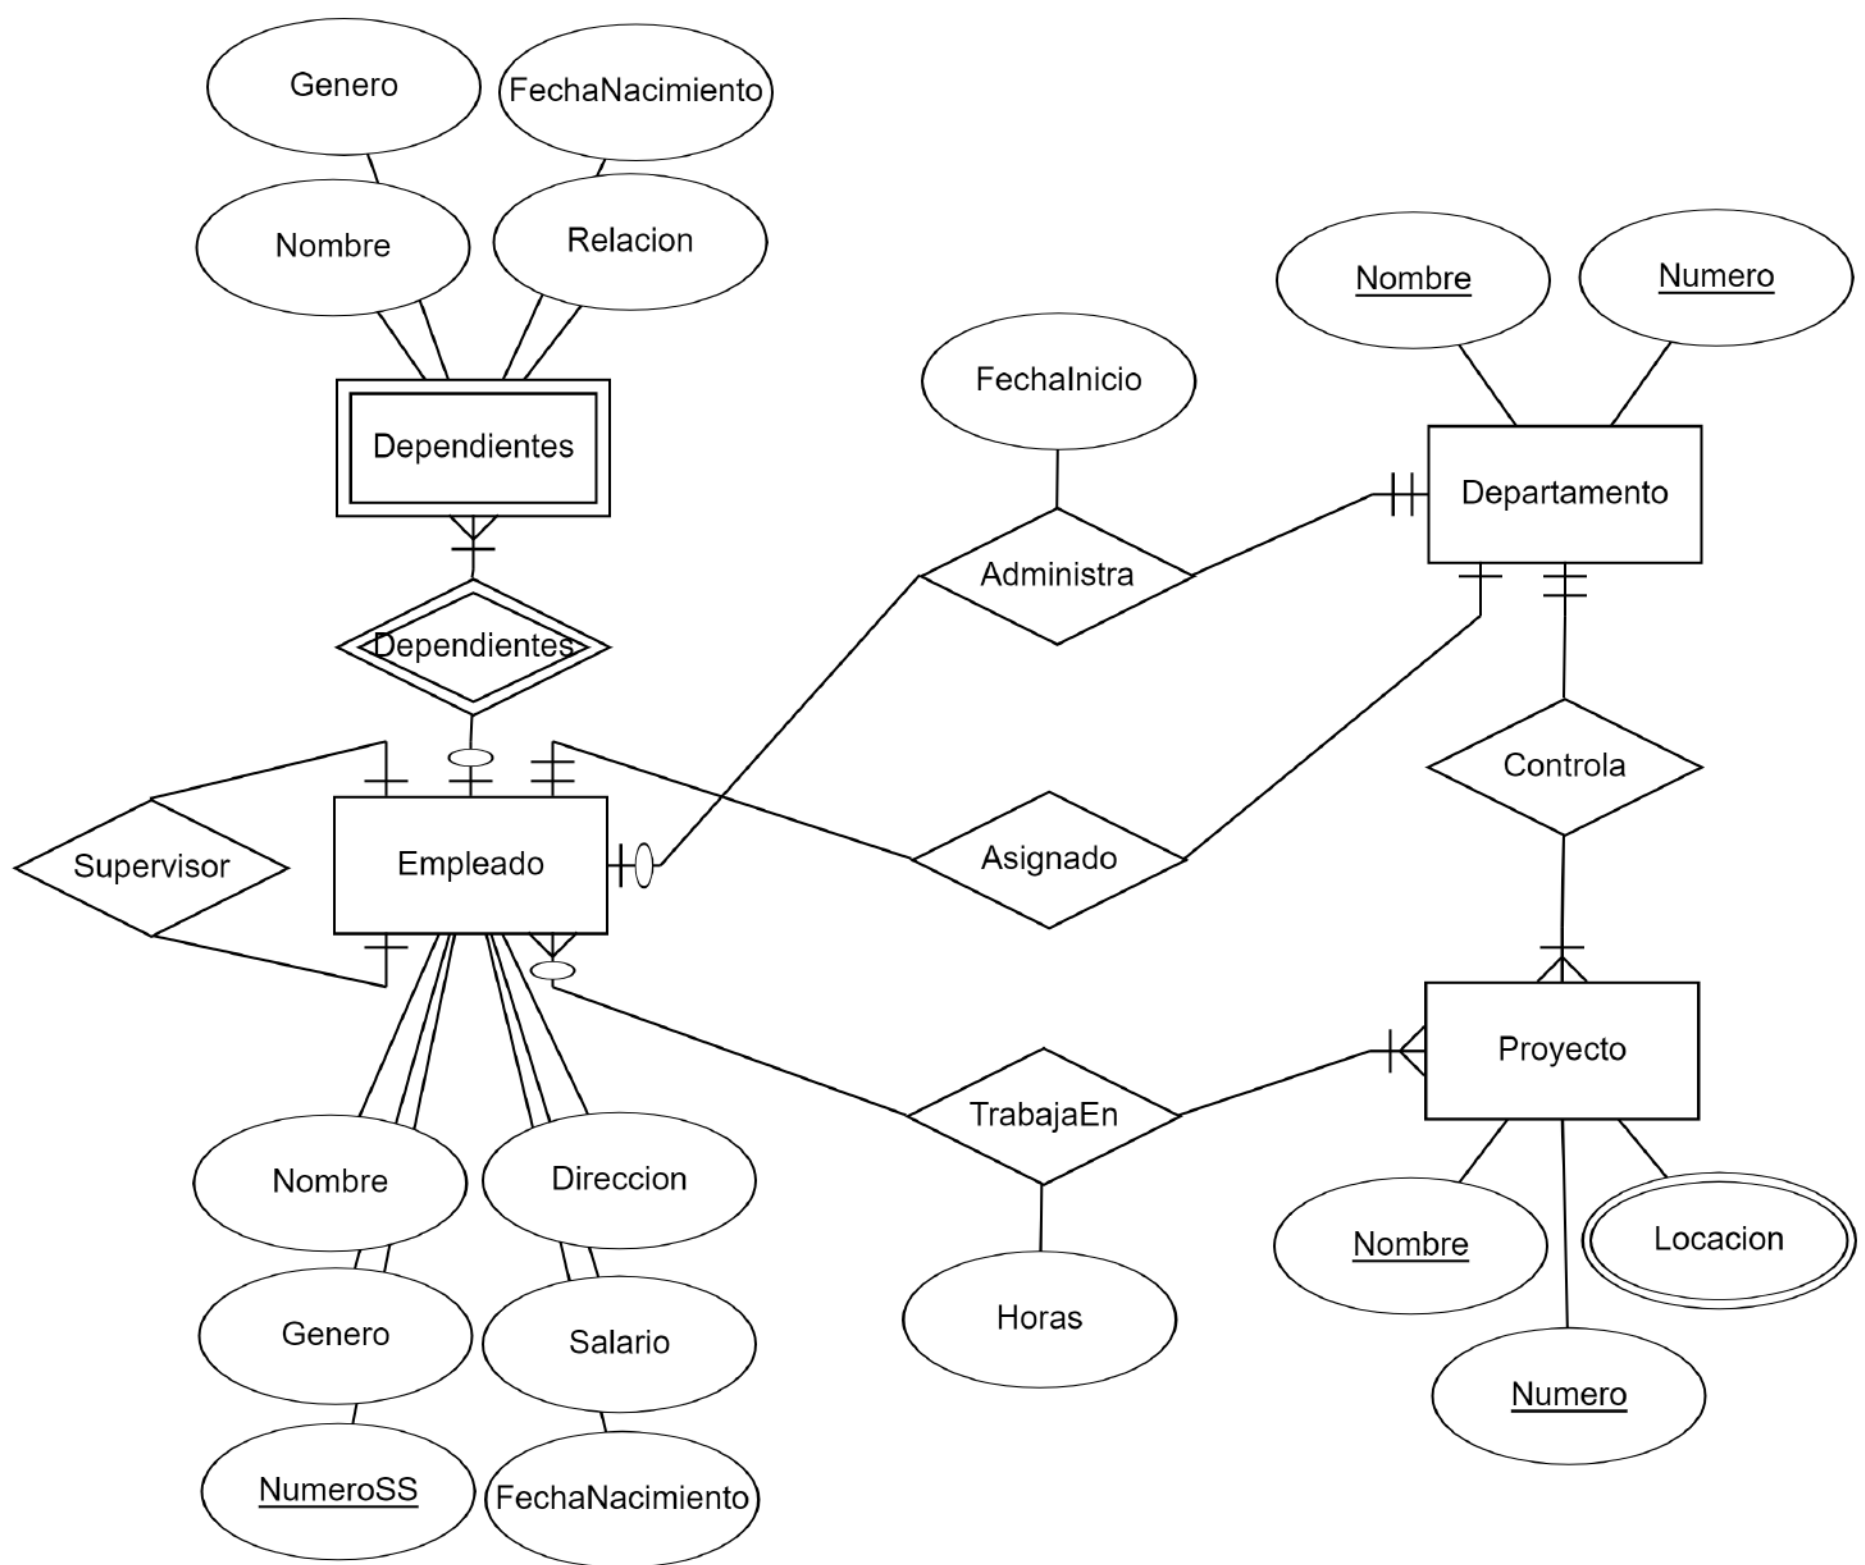 Genero
FechaNacimiento
Nombre
Relacion
Dependientes
Dependientes
Nombre
Numero
FechaInicio
Departamento
Administra
Supervisor
Empleado
Asignado
Controla
Proyecto
TrabajaEn
Nombre
Direccion
Genero
Salario
NumeroSS
FechaNacimiento
Horas
Nombre
Locacion
Numero